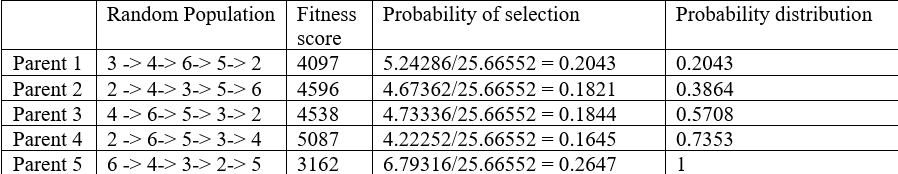 Random Population Fitness score Probability of selection Probability distribution
Parent 1 3 -> 4-> 6-> 5-> 2 4097 5.24286/25.66552 = 0.2043 0.2043
Parent 2 2 -> 4-> 3-> 5-> 6 4596 4.67362/25.66552 = 0.1821 0.3864
Parent 3 4 -> 6-> 5-> 3-> 2 4538 4.73336/25.66552 = 0.1844 0.5708
Parent 4 2 -> 6-> 5-> 3-> 4 5087 4.22252/25.66552 = 0.1645 0.7353
Parent 5 6 -> 4-> 3-> 2-> 5 3162 6.79316/25.66552 = 0.2647 1